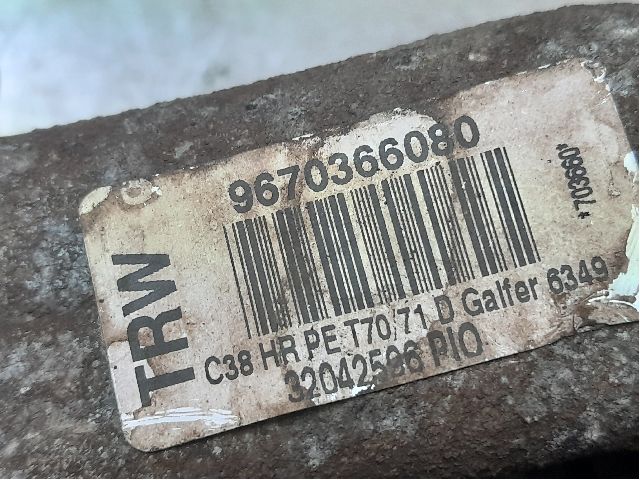 TRW
9670366080
C38 HR PE T70/71 D Galfer 6349
32042596 PIO